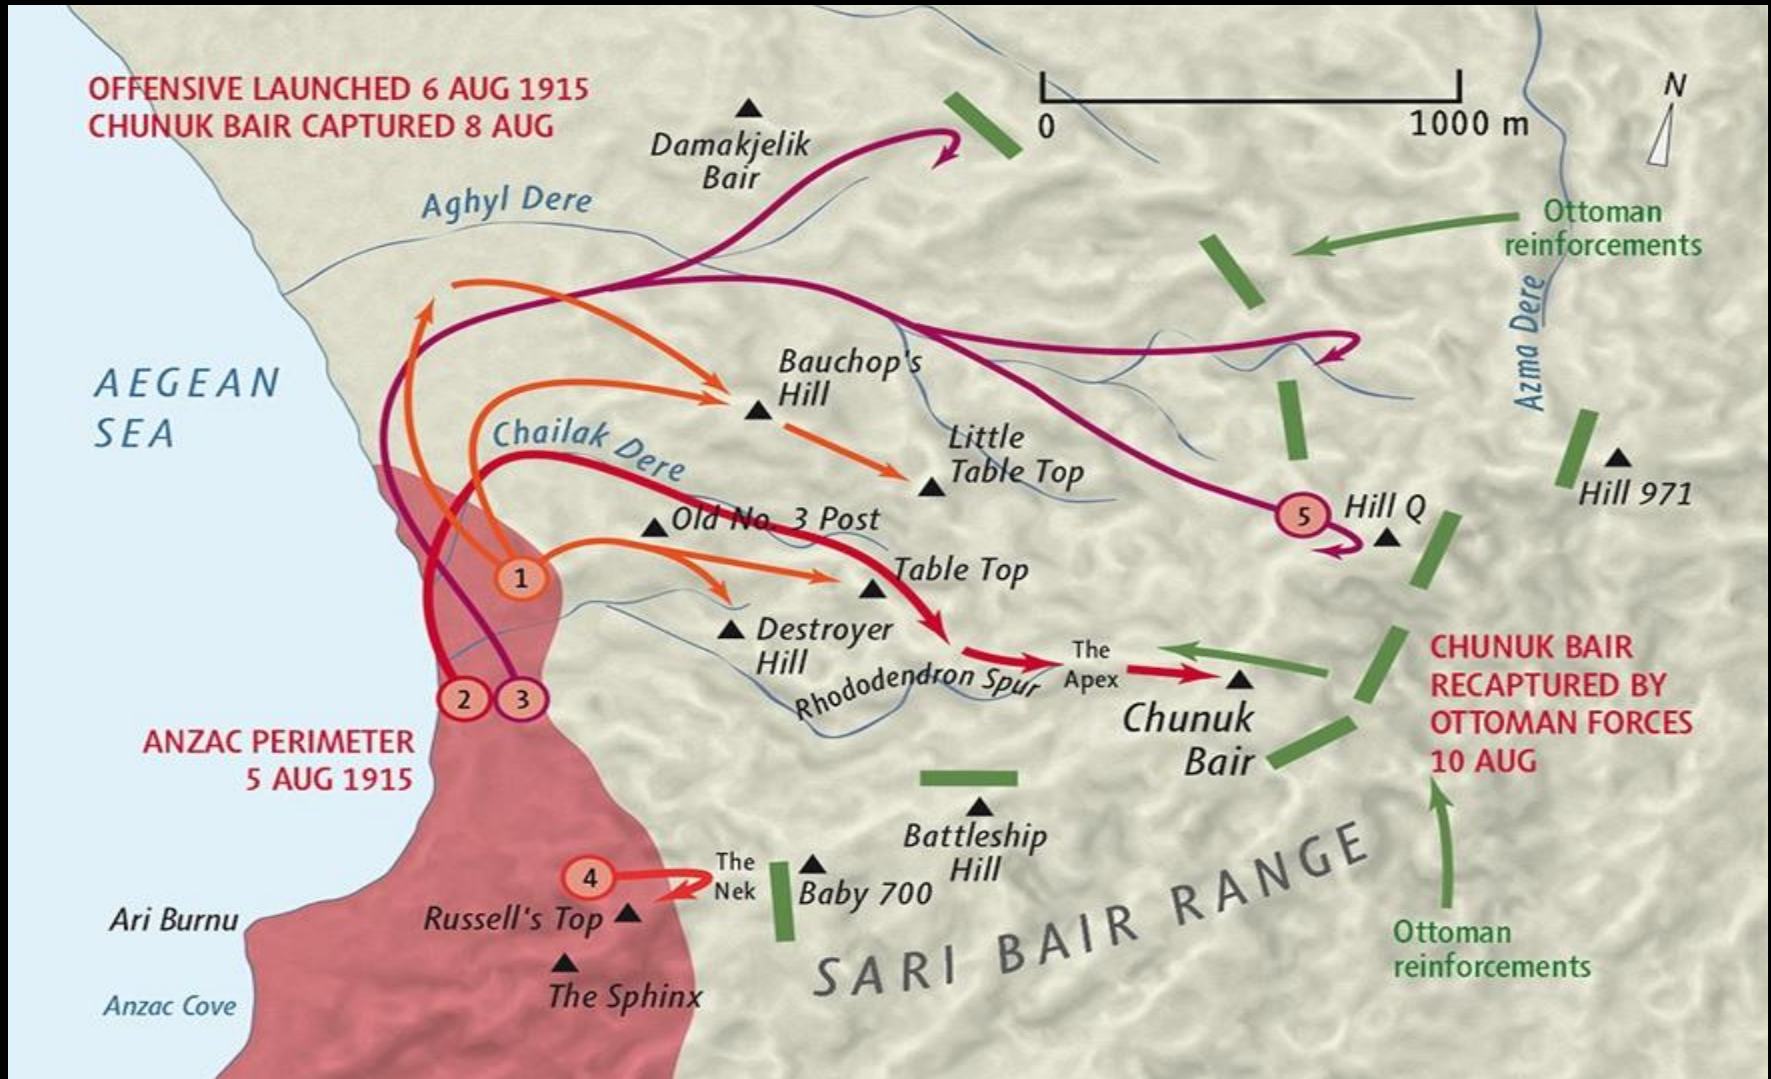 OFFENSIVE LAUNCHED 6 AUG 1915
CHUNUK BAIR CAPTURED 8 AUG
Damakjelik
Bair
0
1000 m
N
Aghyl Dere
Ottoman
reinforcements
Azma Dere
AEGEAN
SEA
Bauchop's
Hill
Chailak Dere
Little
Table Top
Hill 971
Old No. 3 Post
5
Hill Q
1
Table Top
Destroyer
Hill
Rhododendron Spur
The
Apex
Chunuk
Bair
CHUNUK BAIR
RECAPTURED BY
OTTOMAN FORCES
10 AUG
2
3
ANZAC PERIMETER
5 AUG 1915
Battleship
Hill
4
The
Nek
Baby 700
Russell's Top
Ari Burnu
The Sphinx
Anzac Cove
SARI BAIR RANGE
Ottoman
reinforcements